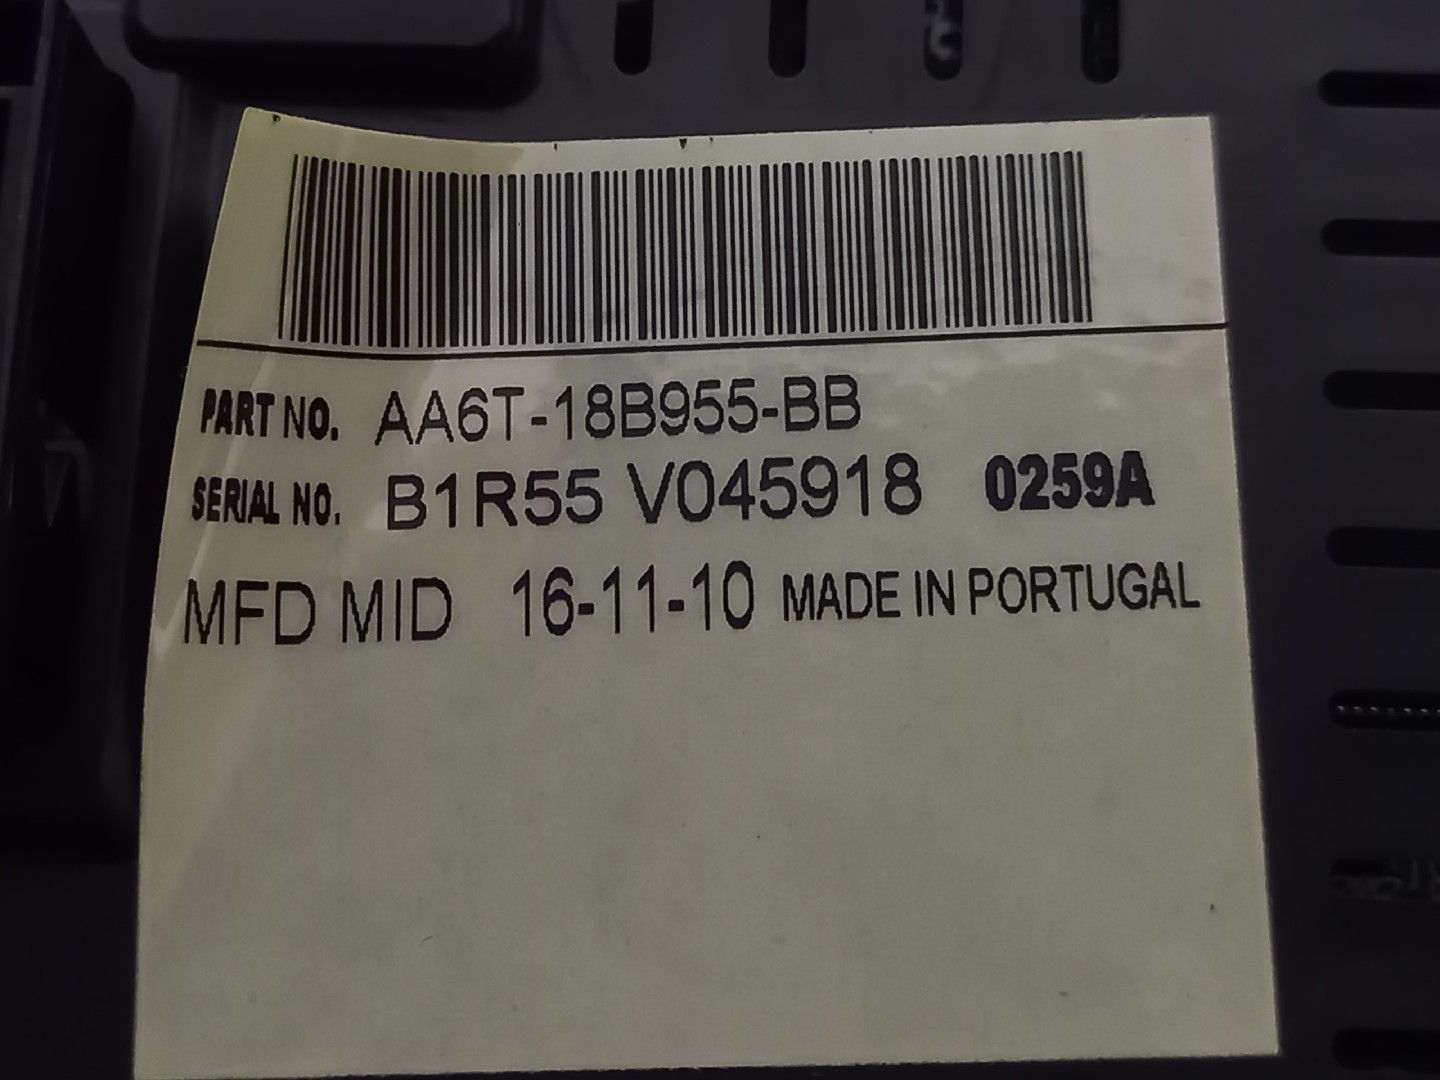 PART NO. AA6T-18B955-BB
SERIAL NO. B1R55 V045918 0259A
MFD MID 16-11-10 MADE IN PORTUGAL